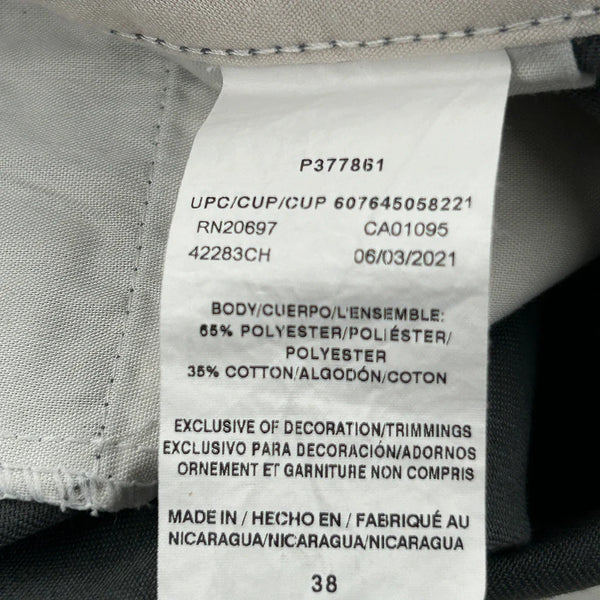 P377861
UPC/CUP/CUP 607645058221
RN20697 CA01095
42283CH 06/03/2021
BODY/CUERPO/L'ENSEMBLE:
65% POLYESTER/POLIÉSTER/
POLYESTER
35% COTTON/ALGODÓN/COTON
EXCLUSIVE OF DECORATION/TRIMMINGS
EXCLUSIVO PARA DECORACIÓN/ADORNOS
ORNEMENT ET GARNITURE NON COMPRIS
MADE IN / HECHO EN / FABRIQUÉ AU
NICARAGUA/NICARAGUA/NICARAGUA
38